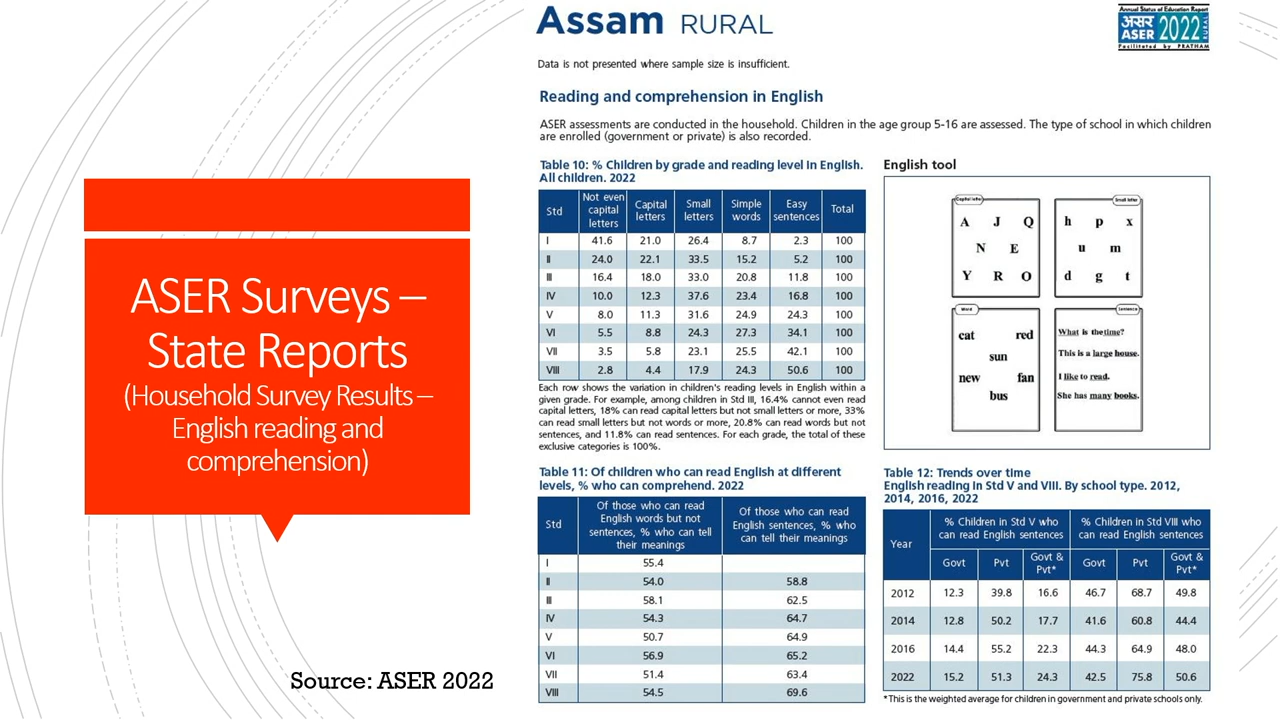 ASER Surveys –
State Reports
(Household Survey Results –
English reading and
comprehension)
Source: ASER 2022
Assam RURAL
Annual Status of Education Report
असर
ASER 2022
RURAL
Facilitated by PRATHAM
Data is not presented where sample size is insufficient.
Reading and comprehension in English
ASER assessments are conducted in the household. Children in the age group 5-16 are assessed. The type of school in which children
are enrolled (government or private) is also recorded.
Table 10: % Children by grade and reading level in English.
All children. 2022
Std Not even capital letters Capital letters Small letters Simple words Easy sentences Total
I 41.6 21.0 26.4 8.7 2.3 100
II 24.0 22.1 33.5 15.2 5.2 100
III 16.4 18.0 33.0 20.8 11.8 100
IV 10.0 12.3 37.6 23.4 16.8 100
V 8.0 11.3 31.6 24.9 24.3 100
VI 5.5 8.8 24.3 27.3 34.1 100
VII 3.5 5.8 23.1 25.5 42.1 100
VIII 2.8 4.4 17.9 24.3 50.6 100
Each row shows the variation in children's reading levels in English within a
given grade. For example, among children in Std III, 16.4% cannot even read
capital letters, 18% can read capital letters but not small letters or more, 33%
can read small letters but not words or more, 20.8% can read words but not
sentences, and 11.8% can read sentences. For each grade, the total of these
exclusive categories is 100%.
English tool
Capital letter
A J Q
N E
Y R O
Small letter
h p x
u m
d g t
Word
cat red
sun
new fan
bus
Sentence
What is the time?
This is a large house.
I like to read.
She has many books.
Table 11: Of children who can read English at different
levels, % who can comprehend. 2022
Std Of those who can read English words but not sentences, % who can tell their meanings Of those who can read English sentences, % who can tell their meanings
I 55.4
II 54.0 58.8
III 58.1 62.5
IV 54.3 64.7
V 50.7 64.9
VI 56.9 65.2
VII 51.4 63.4
VIII 54.5 69.6
Table 12: Trends over time
English reading in Std V and VIII. By school type. 2012,
2014, 2016, 2022
Year % Children in Std V who can read English sentences % Children in Std VIII who can read English sentences
Govt Pvt Govt & Pvt* Govt Pvt Govt & Pvt*
2012 12.3 39.8 16.6 46.7 68.7 49.8
2014 12.8 50.2 17.7 41.6 60.8 44.4
2016 14.4 55.2 22.3 44.3 64.9 48.0
2022 15.2 51.3 24.3 42.5 75.8 50.6
*This is the weighted average for children in government and private schools only.